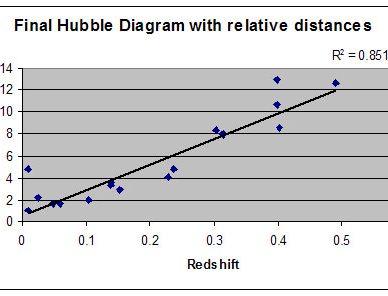 Final Hubble Diagram with relative distances
R² = 0.851
14
12
10
8
6
4
2
0
0 0.1 0.2 0.3 0.4 0.5
Redshift